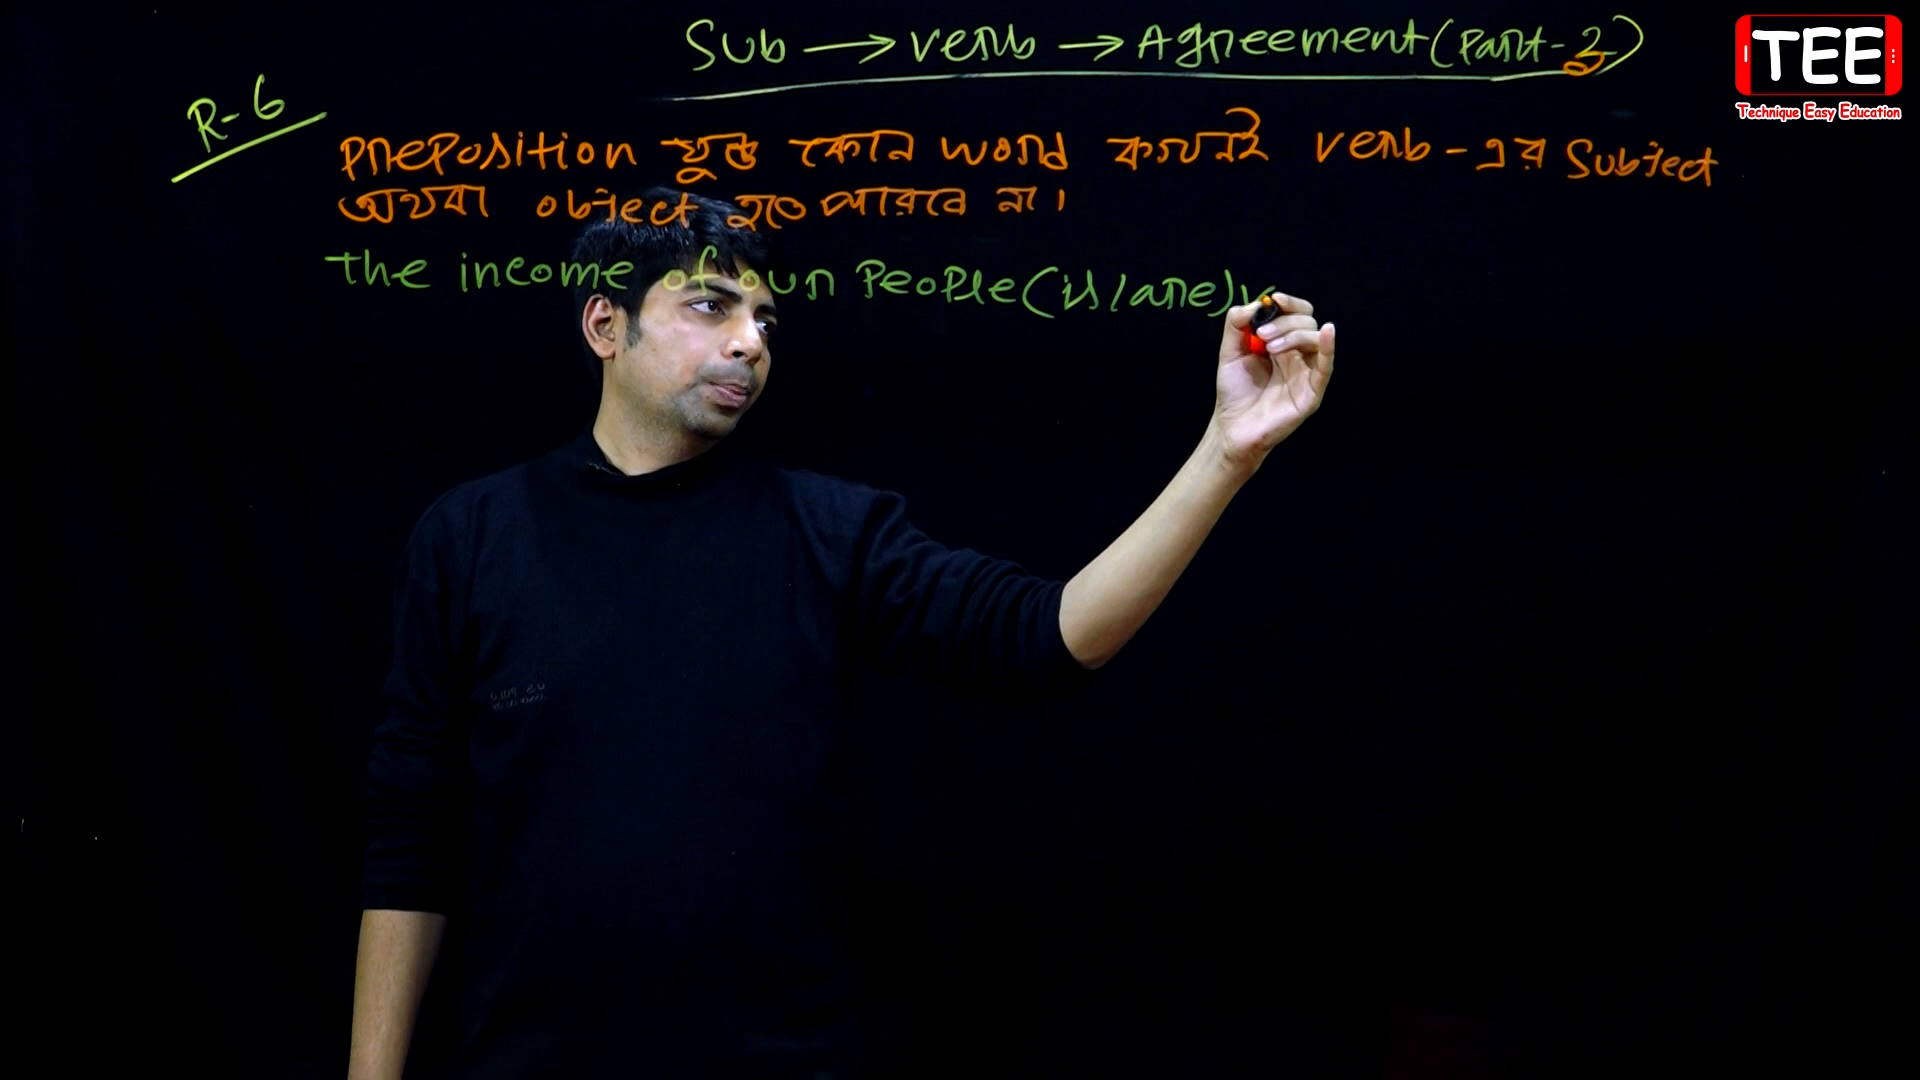 Sub → verb → Agreement (Part-2)
TEE
Technique Easy Education
R-6
Preposition যুক্ত কোন word কখনই verb-এর Subject
অথবা object হতে পারবে না।
The income of our People (is/are) v